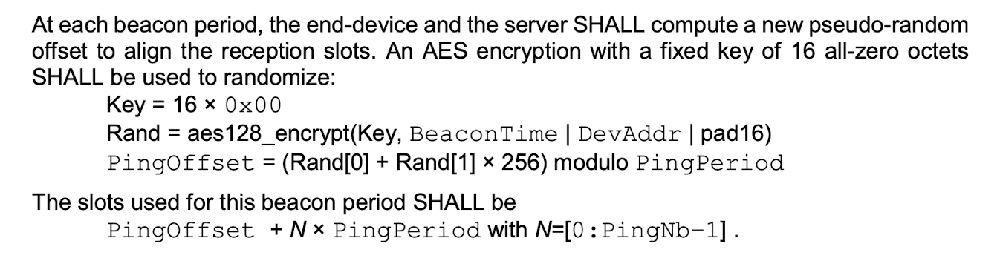 At each beacon period, the end-device and the server SHALL compute a new pseudo-random
offset to align the reception slots. An AES encryption with a fixed key of 16 all-zero octets
SHALL be used to randomize:
Key = 16 × 0x00
Rand = aes128_encrypt(Key, BeaconTime | DevAddr | pad16)
PingOffset = (Rand[0] + Rand[1] × 256) modulo PingPeriod
The slots used for this beacon period SHALL be
PingOffset + N × PingPeriod with N=[0:PingNb-1].